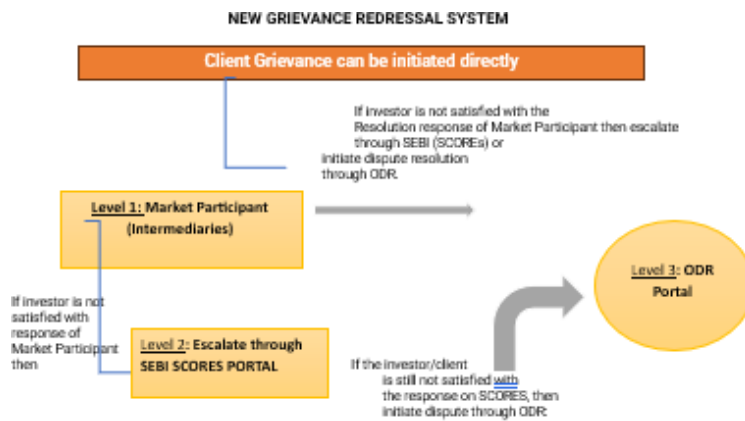 NEW GRIEVANCE REDRESSAL SYSTEM
Client Grievance can be initiated directly
If investor is not satisfied with the
Resolution response of Market Participant then escalate
through SEBI (SCOREs) or
initiate dispute resolution
through ODR.
Level 1: Market Participant
(Intermediaries)
Level 3: ODR
Portal
If investor is not
satisfied with
response of
Market Participant
then
Level 2: Escalate through
SEBI SCORES PORTAL
If the investor/client
is still not satisfied with
the response on SCORES, then
initiate dispute through ODR: